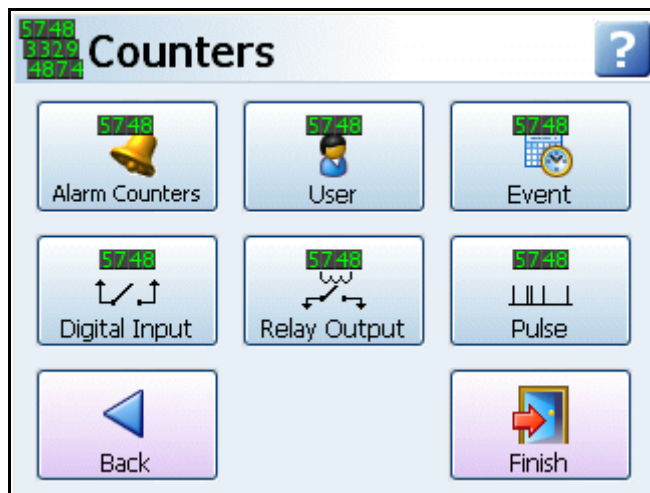 5748
3329
4874
Counters
?
5748
Alarm Counters
5748
User
5748
Event
5748
Digital Input
5748
Relay Output
5748
Pulse
Back
Finish